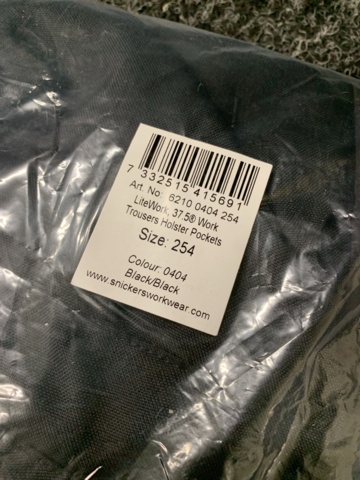 7 332515 415691
Art. No: 6210 0404 254
LiteWork, 37.5® Work
Trousers Holster Pockets
Size: 254
Colour: 0404
Black/Black
www.snickersworkwear.com